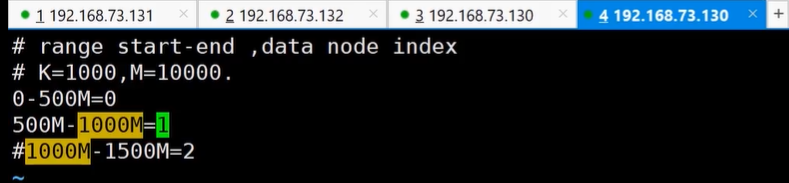 1 192.168.73.131 × 2 192.168.73.132 × 3 192.168.73.130 × 4 192.168.73.130 × +
# range start-end ,data node index
# K=1000,M=10000.
0-500M=0
500M-1000M=1
#1000M-1500M=2
~